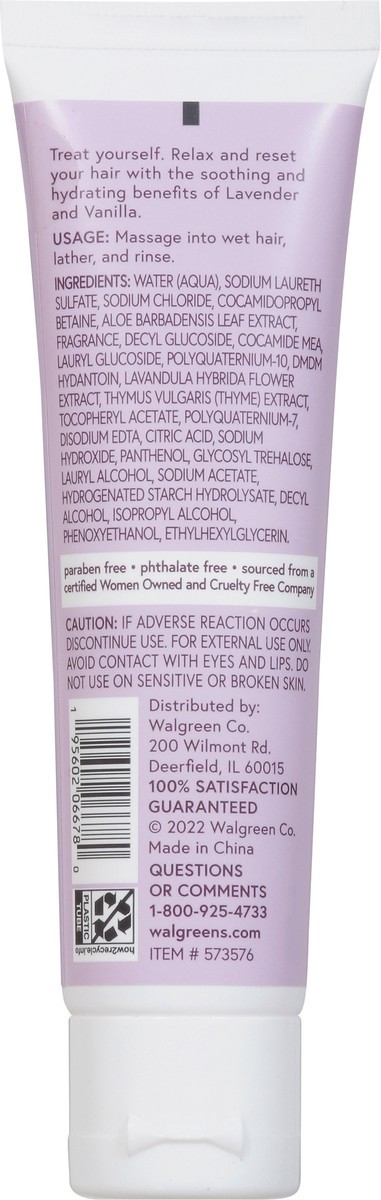 Treat yourself. Relax and reset
your hair with the soothing and
hydrating benefits of Lavender
and Vanilla.
USAGE: Massage into wet hair,
lather, and rinse.
INGREDIENTS: WATER (AQUA), SODIUM LAURETH
SULFATE, SODIUM CHLORIDE, COCAMIDOPROPYL
BETAINE, ALOE BARBADENSIS LEAF EXTRACT,
FRAGRANCE, DECYL GLUCOSIDE, COCAMIDE MEA,
LAURYL GLUCOSIDE, POLYQUATERNIUM-10, DMDM
HYDANTOIN, LAVANDULA HYBRIDA FLOWER
EXTRACT, THYMUS VULGARIS (THYME) EXTRACT,
TOCOPHERYL ACETATE, POLYQUATERNIUM-7,
DISODIUM EDTA, CITRIC ACID, SODIUM
HYDROXIDE, PANTHENOL, GLYCOSYL TREHALOSE,
LAURYL ALCOHOL, SODIUM ACETATE,
HYDROGENATED STARCH HYDROLYSATE, DECYL
ALCOHOL, ISOPROPYL ALCOHOL,
PHENOXYETHANOL, ETHYLHEXYLGLYCERIN.
paraben free • phthalate free • sourced from a
certified Women Owned and Cruelty Free Company
CAUTION: IF ADVERSE REACTION OCCURS
DISCONTINUE USE. FOR EXTERNAL USE ONLY.
AVOID CONTACT WITH EYES AND LIPS. DO
NOT USE ON SENSITIVE OR BROKEN SKIN.
1 95602 06678 0
Distributed by:
Walgreen Co.
200 Wilmont Rd.
Deerfield, IL 60015
100% SATISFACTION
GUARANTEED
© 2022 Walgreen Co.
Made in China
QUESTIONS
OR COMMENTS
1-800-925-4733
walgreens.com
ITEM # 573576
PLASTIC
TUBE
how2recycle.info